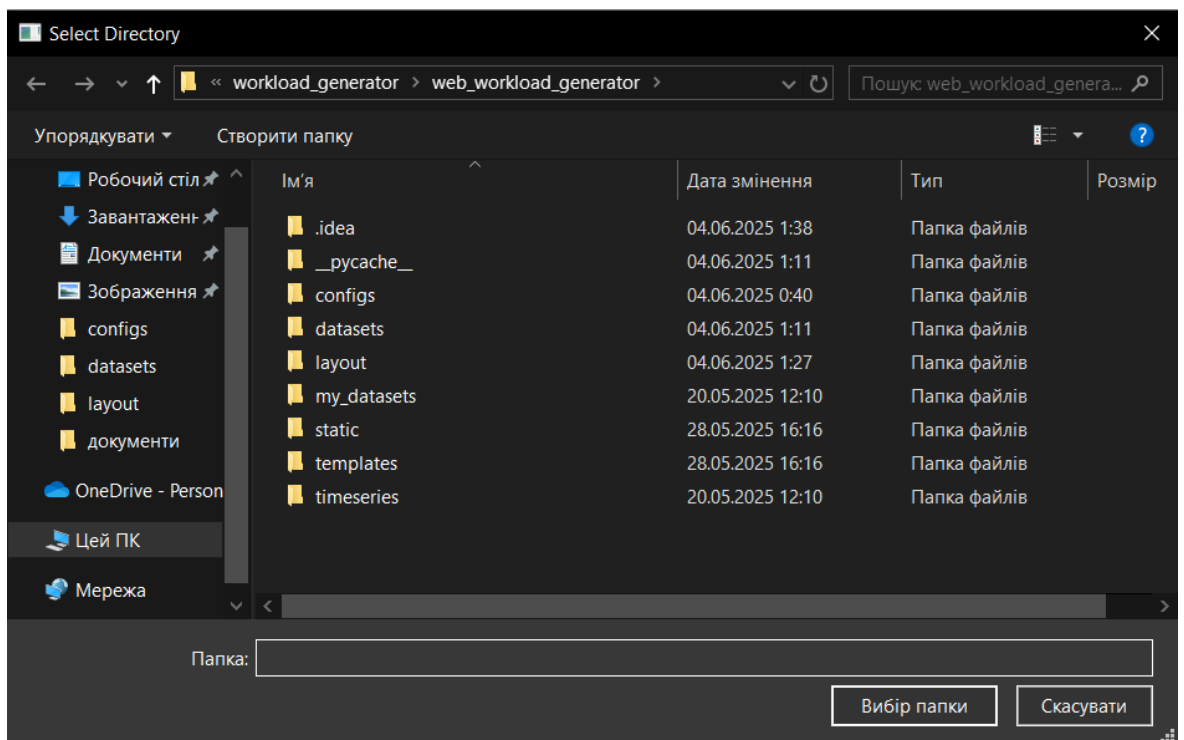 Select Directory
« workload_generator > web_workload_generator >
Пошук: web_workload_genera...
Упорядкувати
Створити папку
?
Ім'я Дата змінення Тип Розмір
Робочий стіл
Завантаженн
Документи
Зображення
configs
datasets
layout
документи
OneDrive - Person
Цей ПК
Мережа
.idea 04.06.2025 1:38 Папка файлів
__pycache__ 04.06.2025 1:11 Папка файлів
configs 04.06.2025 0:40 Папка файлів
datasets 04.06.2025 1:11 Папка файлів
layout 04.06.2025 1:27 Папка файлів
my_datasets 20.05.2025 12:10 Папка файлів
static 28.05.2025 16:16 Папка файлів
templates 28.05.2025 16:16 Папка файлів
timeseries 20.05.2025 12:10 Папка файлів
Папка:
Вибір папки
Скасувати